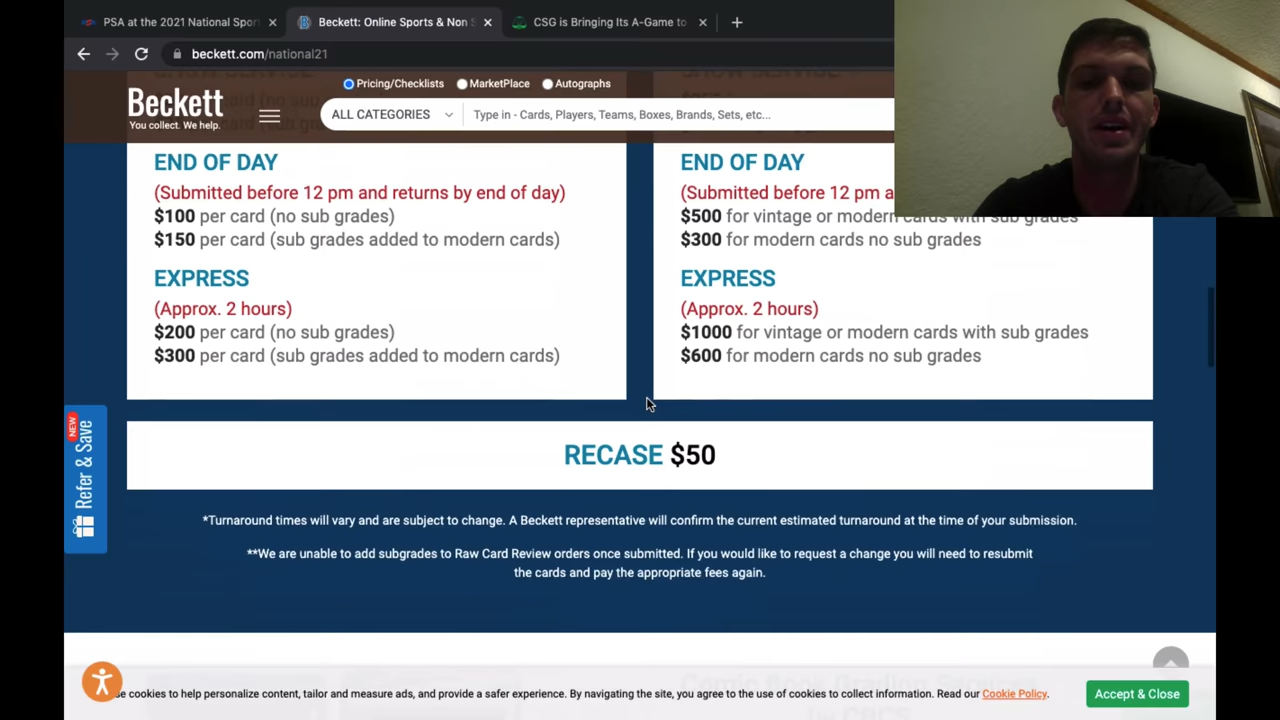 PSA at the 2021 National Spor
Beckett: Online Sports & Non S
CSG is Bringing Its A-Game to
beckett.com/national21
Pricing/Checklists
MarketPlace
Autographs
Beckett
You collect. We help.
ALL CATEGORIES
Type in - Cards, Players, Teams, Boxes, Brands, Sets, etc...
END OF DAY
(Submitted before 12 pm and returns by end of day)
$100 per card (no sub grades)
$150 per card (sub grades added to modern cards)
EXPRESS
(Approx. 2 hours)
$200 per card (no sub grades)
$300 per card (sub grades added to modern cards)
END OF DAY
(Submitted before 12 pm a
$500 for vintage or modern cards with sub grades
$300 for modern cards no sub grades
EXPRESS
(Approx. 2 hours)
$1000 for vintage or modern cards with sub grades
$600 for modern cards no sub grades
RECASE $50
*Turnaround times will vary and are subject to change. A Beckett representative will confirm the current estimated turnaround at the time of your submission.
**We are unable to add subgrades to Raw Card Review orders once submitted. If you would like to request a change you will need to resubmit
the cards and pay the appropriate fees again.
NEW
Refer & Save
se cookies to help personalize content, tailor and measure ads, and provide a safer experience. By navigating the site, you agree to the use of cookies to collect information. Read our Cookie Policy.
Accept & Close